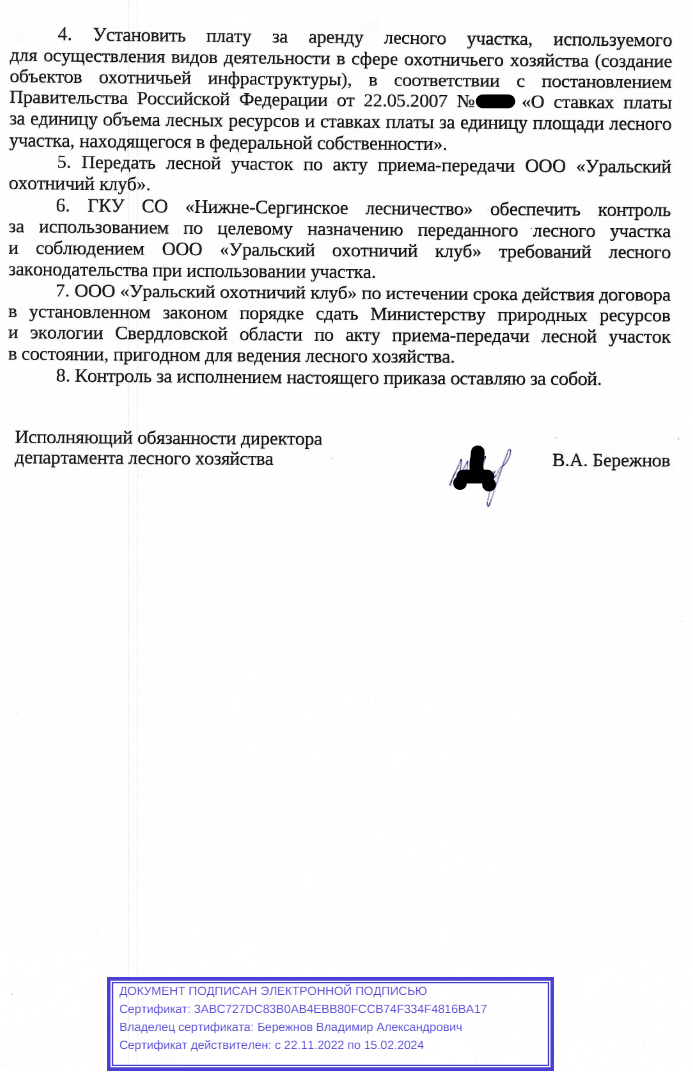 4. Установить плату за аренду лесного участка, используемого
для осуществления видов деятельности в сфере охотничьего хозяйства (создание
объектов охотничьей инфраструктуры), в соответствии с постановлением
Правительства Российской Федерации от 22.05.2007 № «О ставках платы
за единицу объема лесных ресурсов и ставках платы за единицу площади лесного
участка, находящегося в федеральной собственности».
5. Передать лесной участок по акту приема-передачи ООО «Уральский
охотничий клуб».
6. ГКУ СО «Нижне-Сергинское лесничество» обеспечить контроль
за использованием по целевому назначению переданного лесного участка
и соблюдением ООО «Уральский охотничий клуб» требований лесного
законодательства при использовании участка.
7. ООО «Уральский охотничий клуб» по истечении срока действия договора
в установленном законом порядке сдать Министерству природных ресурсов
и экологии Свердловской области по акту приема-передачи лесной участок
в состоянии, пригодном для ведения лесного хозяйства.
8. Контроль за исполнением настоящего приказа оставляю за собой.
Исполняющий обязанности директора
департамента лесного хозяйства
В.А. Бережнов
ДОКУМЕНТ ПОДПИСАН ЭЛЕКТРОННОЙ ПОДПИСЬЮ
Сертификат: 3ABC727DC83B0AB4EBB80FCCB74F334F4816BA17
Владелец сертификата: Бережнов Владимир Александрович
Сертификат действителен: с 22.11.2022 по 15.02.2024